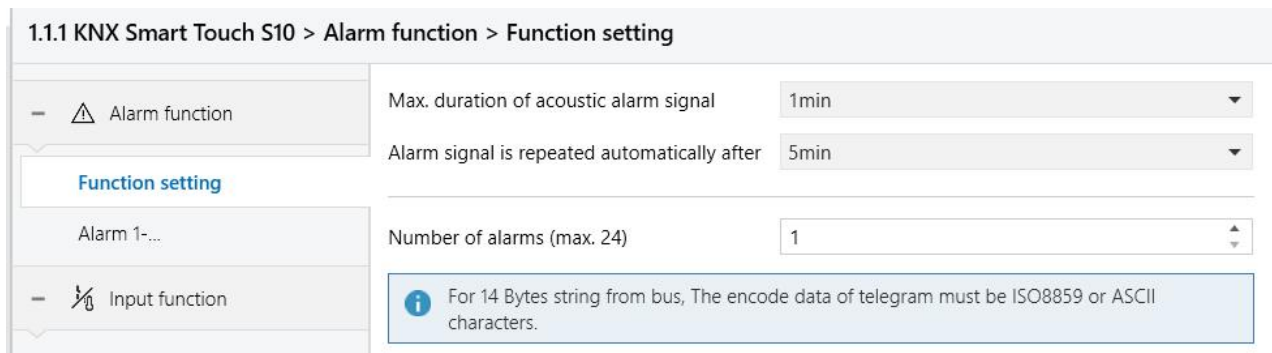 1.1.1 KNX Smart Touch S10 > Alarm function > Function setting
Alarm function
Function setting
Alarm 1-...
Input function
Max. duration of acoustic alarm signal 1min
Alarm signal is repeated automatically after 5min
Number of alarms (max. 24) 1
For 14 Bytes string from bus, The encode data of telegram must be ISO8859 or ASCII
characters.